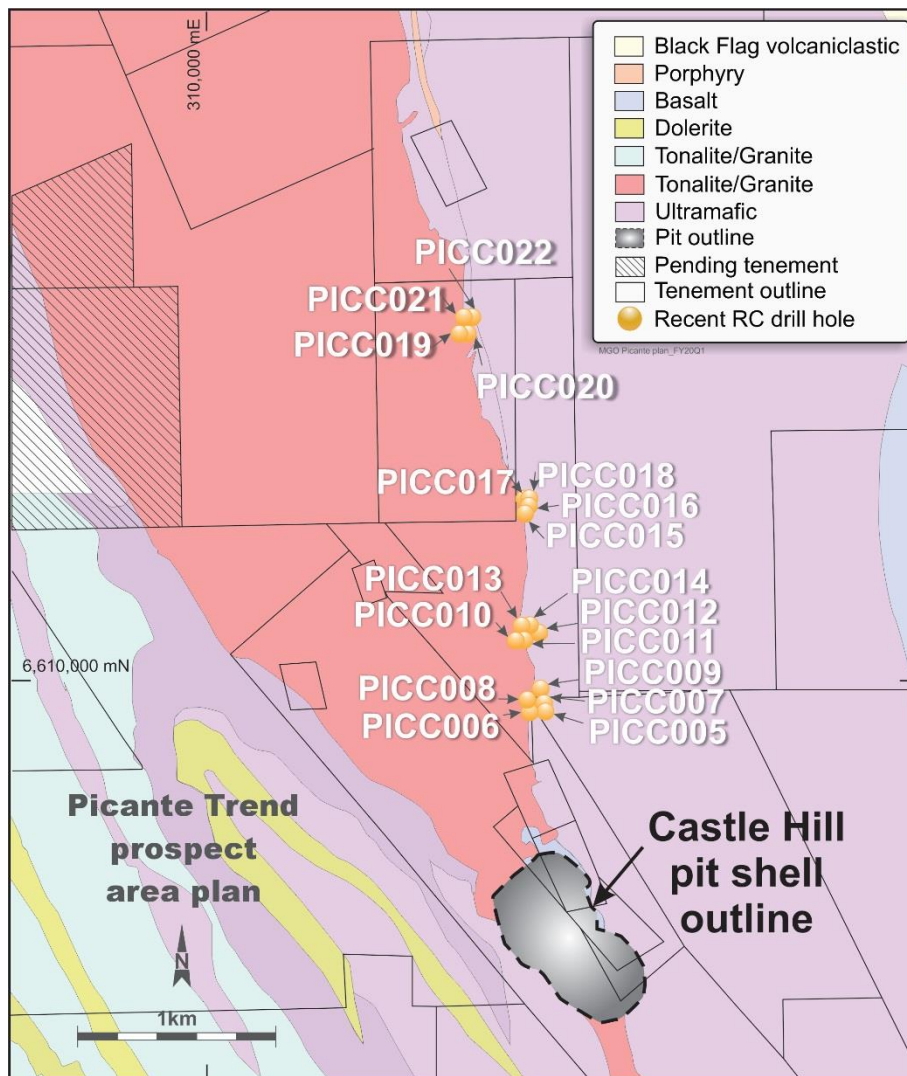 310,000 mE
Black Flag volcaniclastic
Porphyry
Basalt
Dolerite
Tonalite/Granite
Tonalite/Granite
Ultramafic
Pit outline
Pending tenement
Tenement outline
Recent RC drill hole
MGO Picante plan_FY20Q1
PICC022
PICC021
PICC019
PICC020
PICC017
PICC018
PICC016
PICC015
PICC013
PICC014
PICC010
PICC012
PICC011
6,610,000 mN
PICC009
PICC008
PICC007
PICC006
PICC005
Picante Trend
prospect
area plan
N
1km
Castle Hill
pit shell
outline